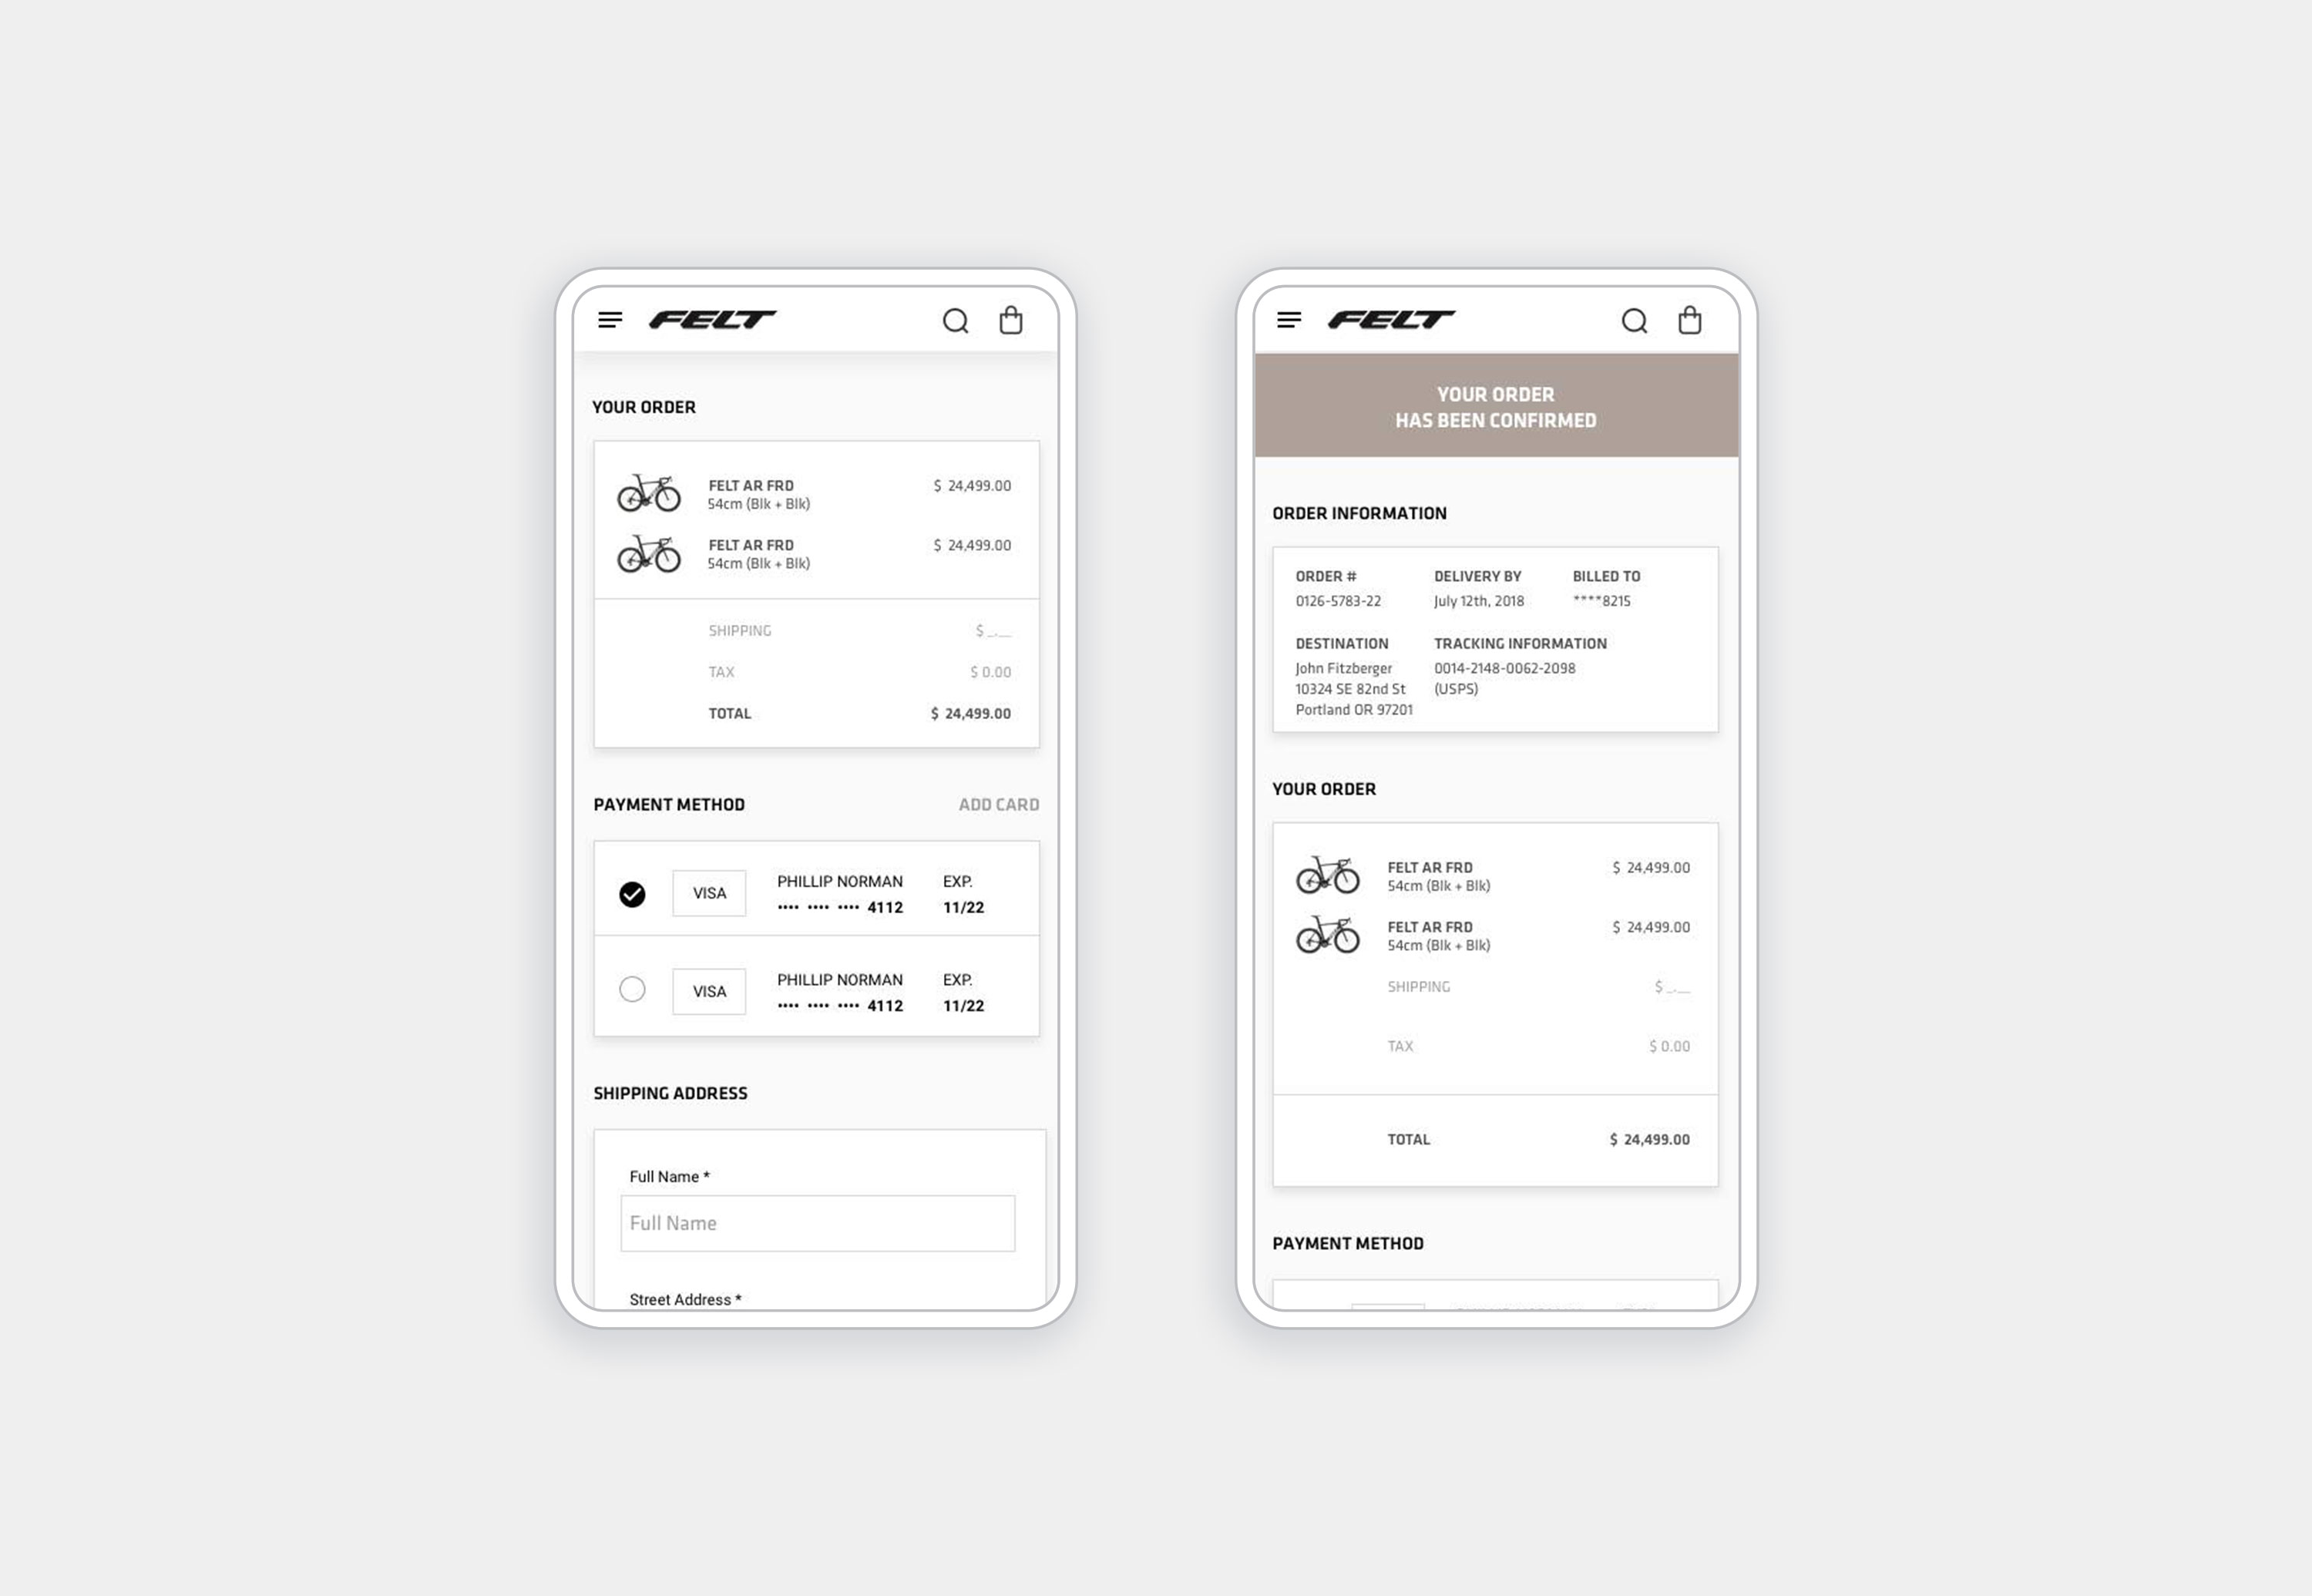 FELT
YOUR ORDER
FELT AR FRD $ 24,499.00
54cm (Blk + Blk)
FELT AR FRD $ 24,499.00
54cm (Blk + Blk)
SHIPPING $ _.__
TAX $ 0.00
TOTAL $ 24,499.00
PAYMENT METHOD ADD CARD
VISA
PHILLIP NORMAN EXP.
•••• •••• •••• 4112 11/22
VISA
PHILLIP NORMAN EXP.
•••• •••• •••• 4112 11/22
SHIPPING ADDRESS
Full Name *
Full Name
Street Address *
FELT
YOUR ORDER
HAS BEEN CONFIRMED
ORDER INFORMATION
ORDER # DELIVERY BY BILLED TO
0126-5783-22 July 12th, 2018 ****8215
DESTINATION TRACKING INFORMATION
John Fitzberger 0014-2148-0062-2098
10324 SE 82nd St (USPS)
Portland OR 97201
YOUR ORDER
FELT AR FRD $ 24,499.00
54cm (Blk + Blk)
FELT AR FRD $ 24,499.00
54cm (Blk + Blk)
SHIPPING $ _.__
TAX $ 0.00
TOTAL $ 24,499.00
PAYMENT METHOD